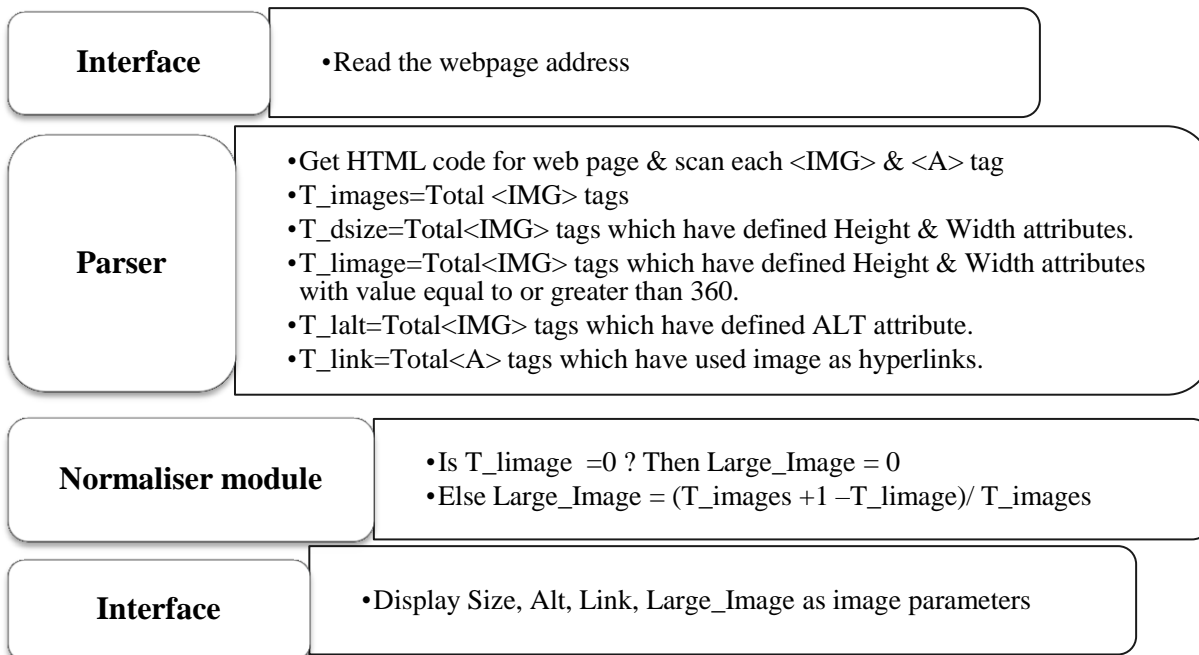 Interface
•Read the webpage address
Parser
•Get HTML code for web page & scan each <IMG> & <A> tag
•T_images=Total <IMG> tags
•T_dsize=Total<IMG> tags which have defined Height & Width attributes.
•T_limage=Total<IMG> tags which have defined Height & Width attributes
with value equal to or greater than 360.
•T_lalt=Total<IMG> tags which have defined ALT attribute.
•T_link=Total<A> tags which have used image as hyperlinks.
Normaliser module
•Is T_limage =0 ? Then Large_Image = 0
•Else Large_Image = (T_images +1 –T_limage)/ T_images
Interface
•Display Size, Alt, Link, Large_Image as image parameters